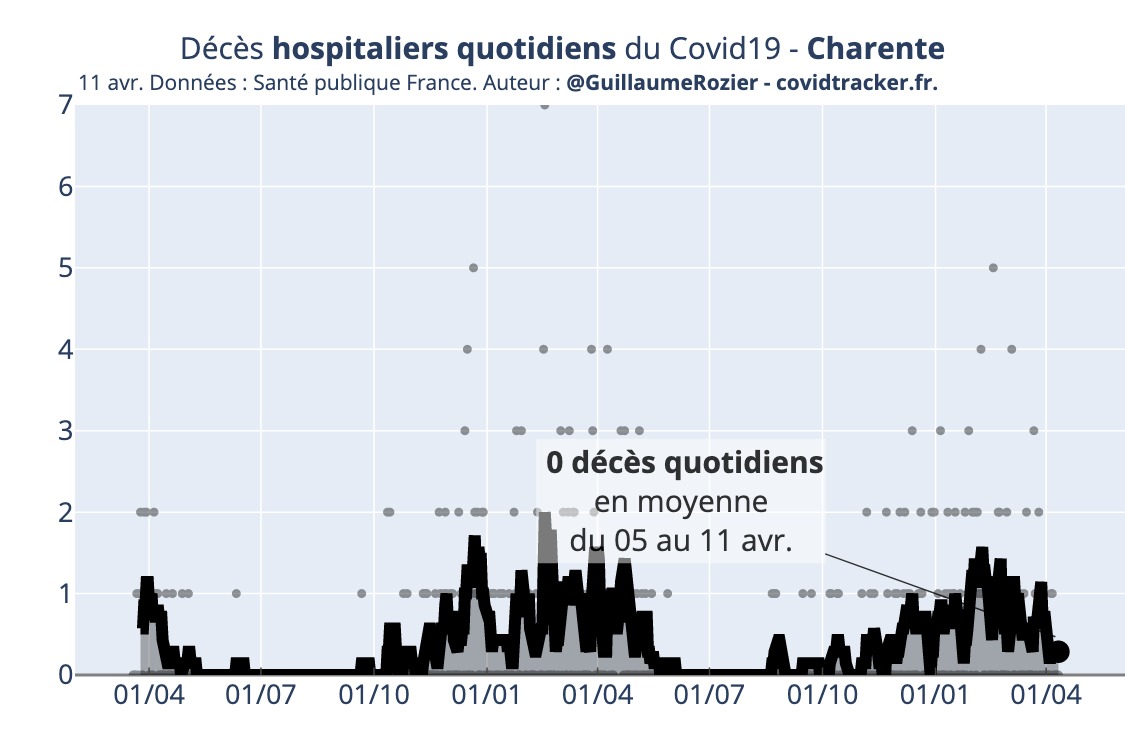 Décès hospitaliers quotidiens du Covid19 - Charente
11 avr. Données : Santé publique France. Auteur : @GuillaumeRozier - covidtracker.fr.
7
6
5
4
3
2
1
0
0 décès quotidiens
en moyenne
du 05 au 11 avr.
01/04 01/07 01/10 01/01 01/04 01/07 01/10 01/01 01/04